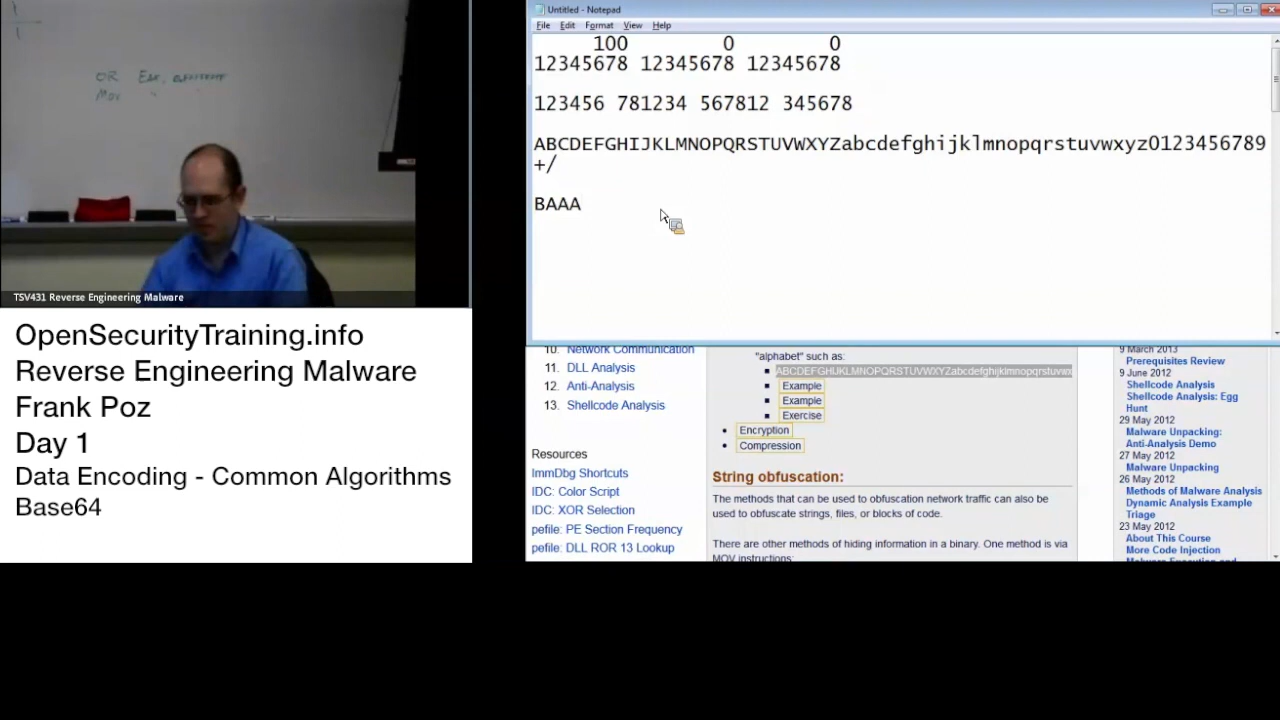 OR
MOV
TSV431 Reverse Engineering Malware
OpenSecurityTraining.info
Reverse Engineering Malware
Frank Poz
Day 1
Data Encoding - Common Algorithms
Base64
Untitled - Notepad
File Edit Format View Help
100 0 0
12345678 12345678 12345678
123456 781234 567812 345678
ABCDEFGHIJKLMNOPQRSTUVWXYZabcdefghijklmnopqrstuvwxyz0123456789
+/
BAAA
10. Network Communication
11. DLL Analysis
12. Anti-Analysis
13. Shellcode Analysis
Resources
ImmDbg Shortcuts
IDC: Color Script
IDC: XOR Selection
pefile: PE Section Frequency
pefile: DLL ROR 13 Lookup
"alphabet" such as:
ABCDEFGHIJKLMNOPQRSTUVWXYZabcdefghijklmnopqrstuvwx
Example
Example
Exercise
Encryption
Compression
String obfuscation:
The methods that can be used to obfuscation network traffic can also be
used to obfuscate strings, files, or blocks of code.
There are other methods of hiding information in a binary. One method is via
MOV instructions:
9 March 2013
Prerequisites Review
9 June 2012
Shellcode Analysis
Shellcode Analysis: Egg
Hunt
29 May 2012
Malware Unpacking:
Anti-Analysis Demo
27 May 2012
Malware Unpacking
26 May 2012
Methods of Malware Analysis
Dynamic Analysis Example
Triage
23 May 2012
About This Course
More Code Injection
Malware Execution and